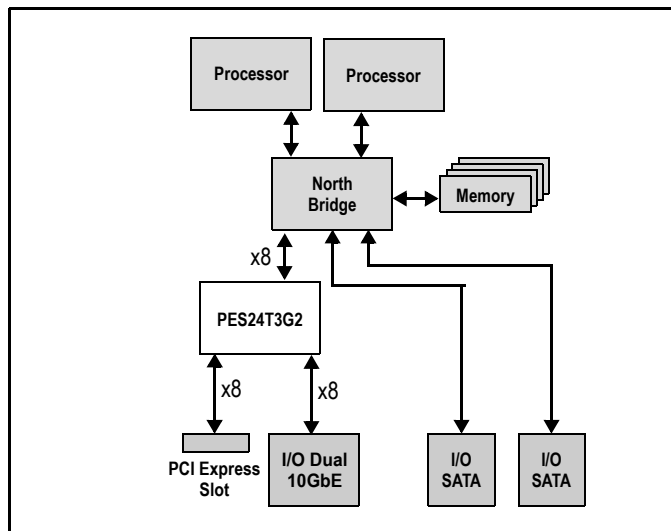 Processor
Processor
North
Bridge
Memory
x8
PES24T3G2
x8
x8
PCI Express
Slot
I/O Dual
10GbE
I/O
SATA
I/O
SATA